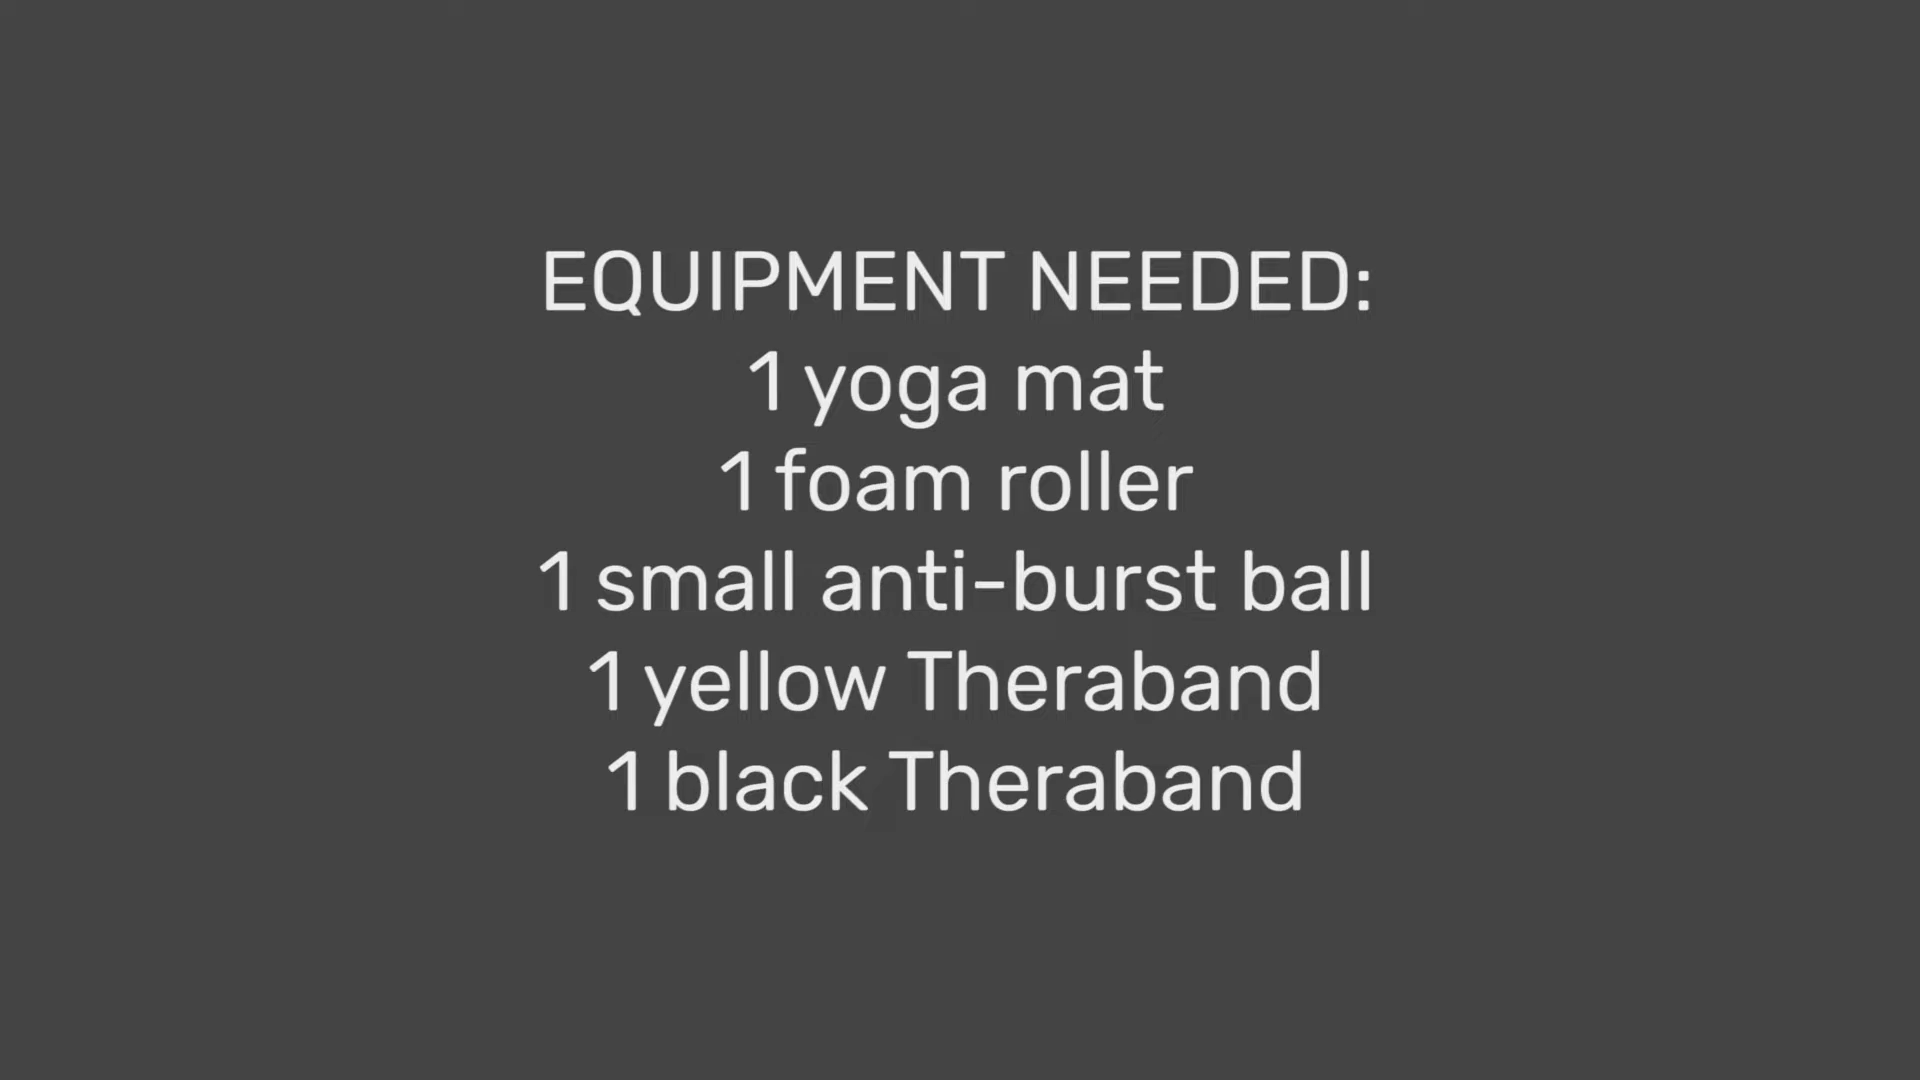 EQUIPMENT NEEDED:
1 yoga mat
1 foam roller
1 small anti-burst ball
1 yellow Theraband
1 black Theraband